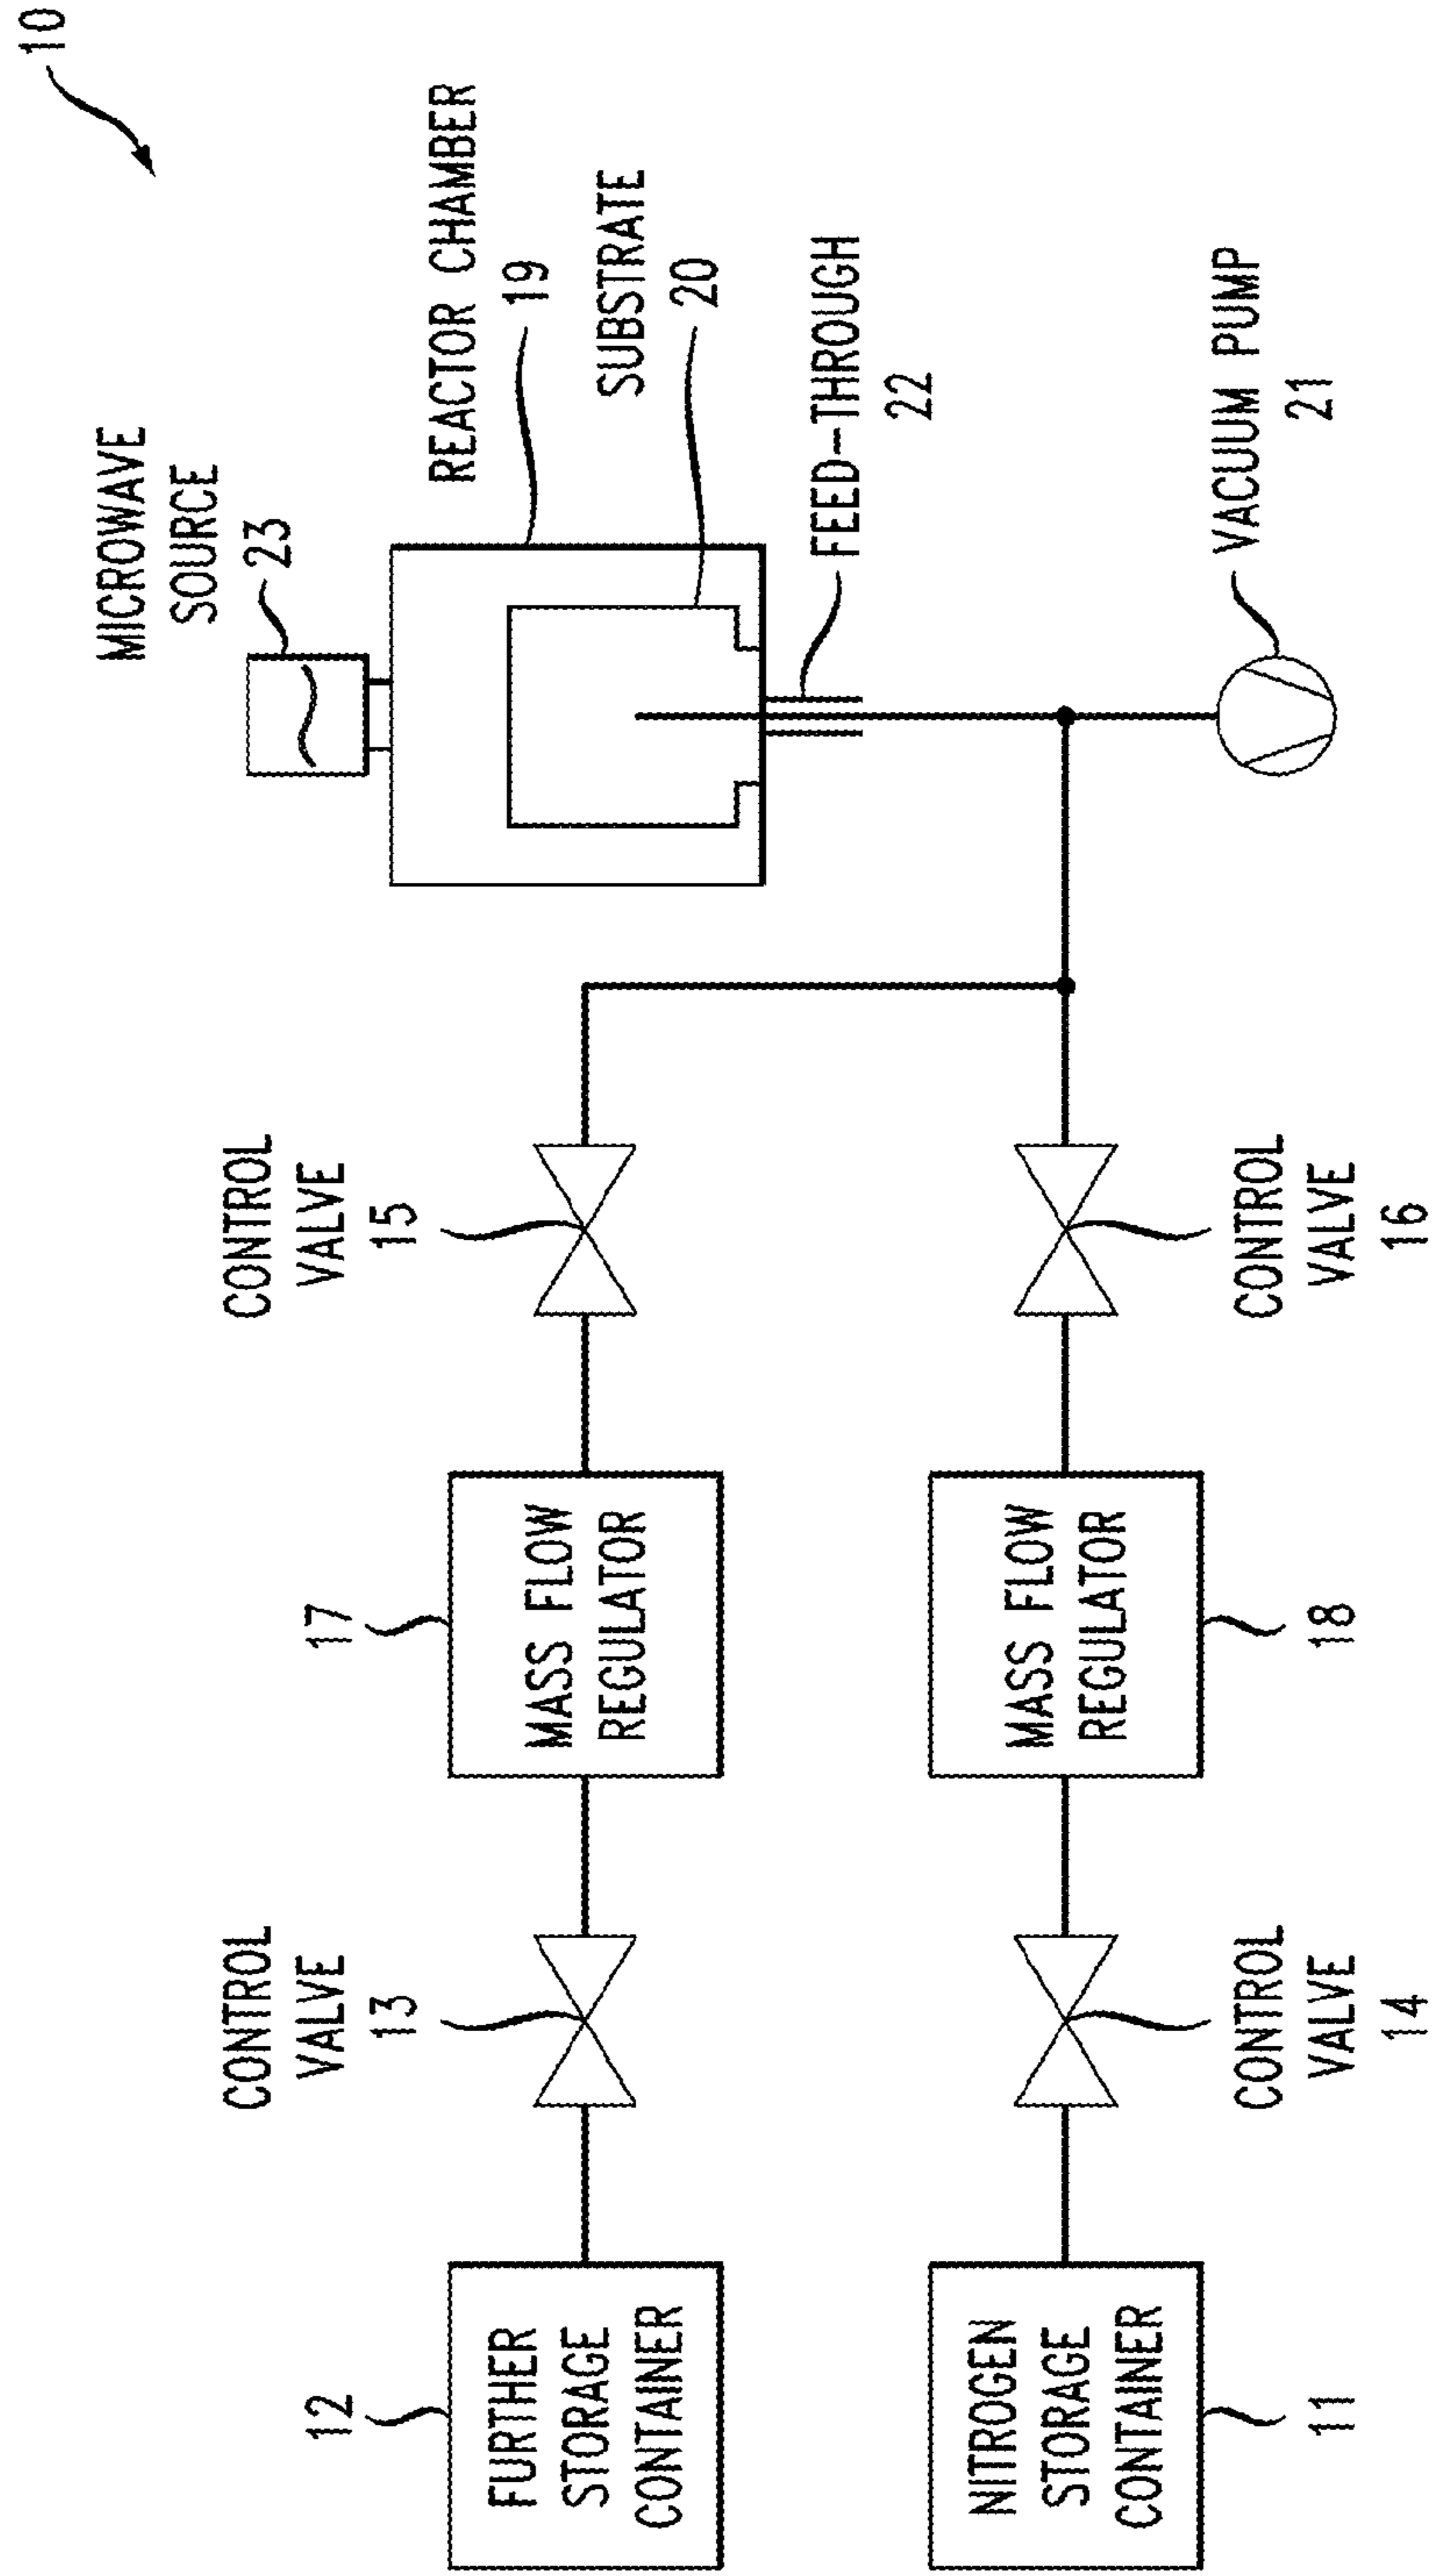 10
MICROWAVE
SOURCE
23
REACTOR CHAMBER
19
SUBSTRATE
20
FEED-THROUGH
22
VACUUM PUMP
21
CONTROL
VALVE
13
CONTROL
VALVE
15
12
FURTHER
STORAGE
CONTAINER
17
MASS FLOW
REGULATOR
NITROGEN
STORAGE
CONTAINER
11
MASS FLOW
REGULATOR
18
CONTROL
VALVE
14
CONTROL
VALVE
16